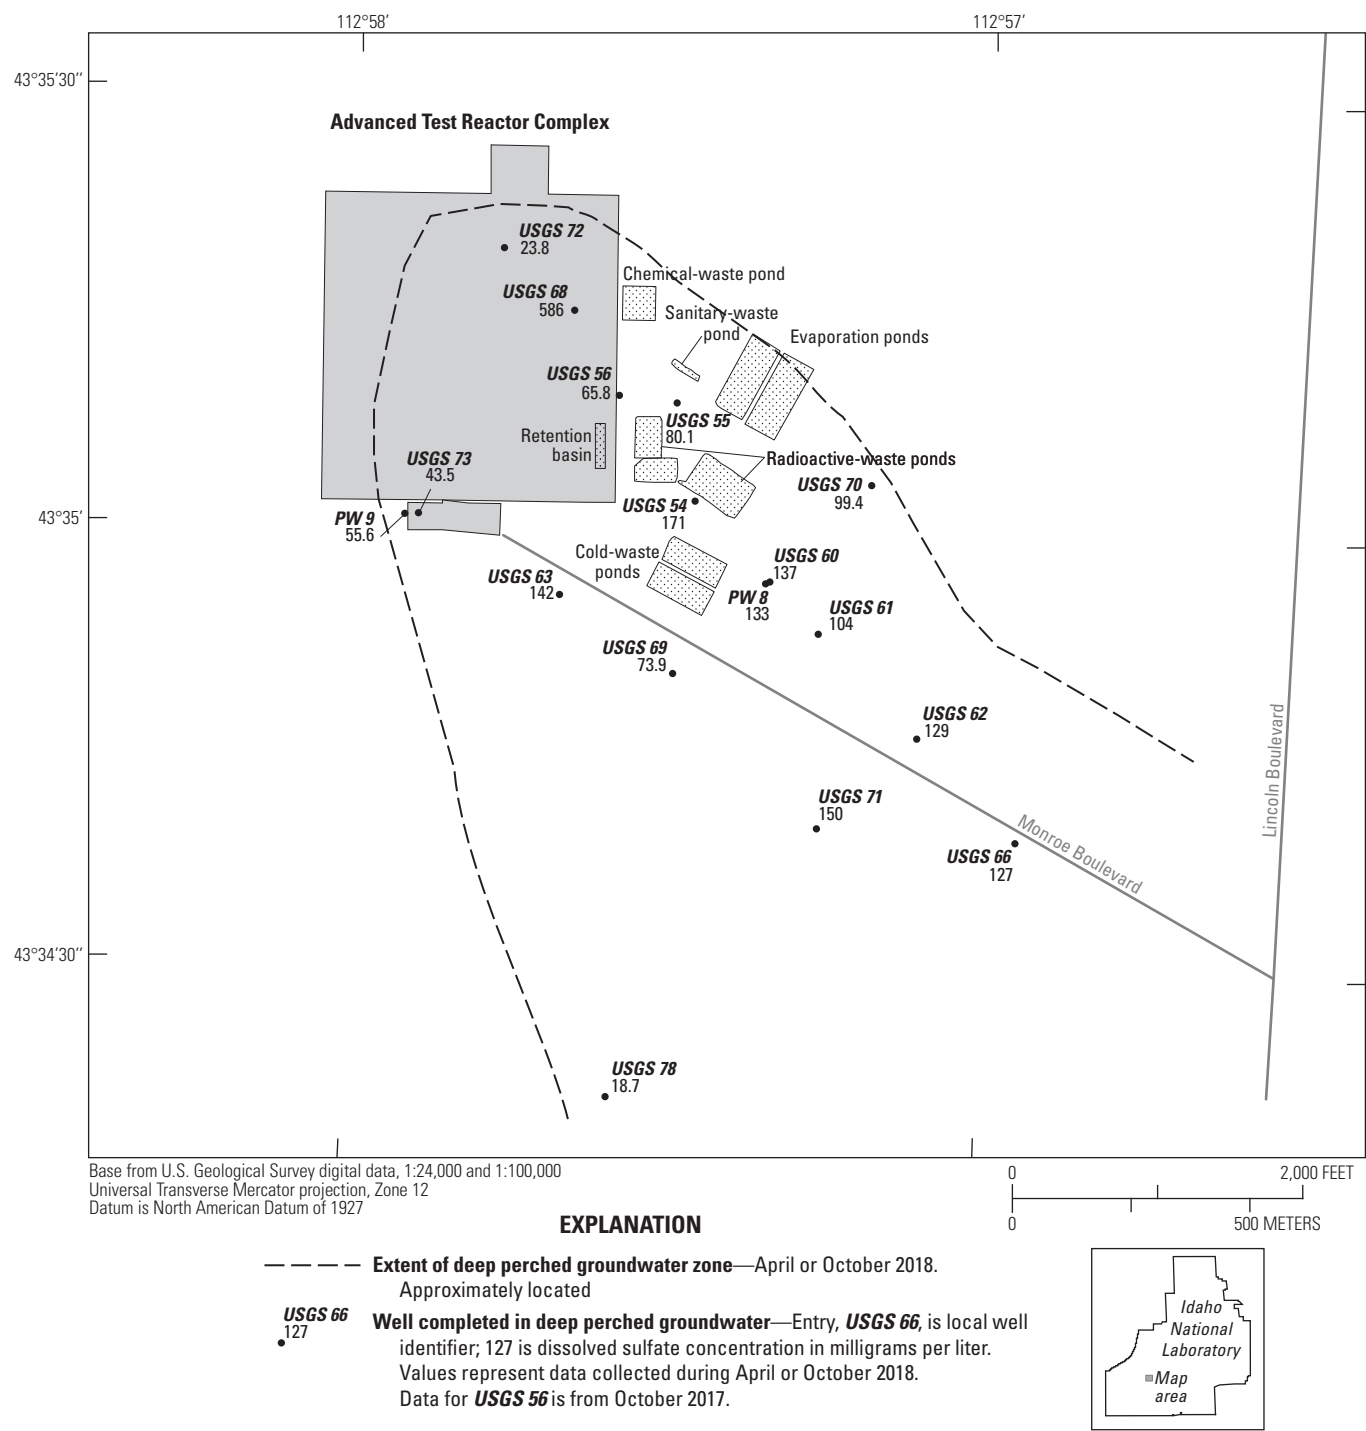 112°58'
112°57'
43°35'30"
Advanced Test Reactor Complex
USGS 72
23.8
Chemical-waste pond
USGS 68
586
Sanitary-waste
pond
Evaporation ponds
USGS 56
65.8
USGS 55
80.1
Retention
basin
USGS 73
43.5
Radioactive-waste ponds
USGS 70
99.4
USGS 54
171
43°35'
PW 9
55.6
Cold-waste
ponds
USGS 60
137
USGS 63
142
PW 8
133
USGS 61
104
USGS 69
73.9
USGS 62
129
Lincoln Boulevard
USGS 71
150
Monroe Boulevard
USGS 66
127
43°34'30"
USGS 78
18.7
Base from U.S. Geological Survey digital data, 1:24,000 and 1:100,000
Universal Transverse Mercator projection, Zone 12
Datum is North American Datum of 1927
0
2,000 FEET
0
500 METERS
EXPLANATION
Extent of deep perched groundwater zone—April or October 2018.
Approximately located
USGS 66
127
Well completed in deep perched groundwater—Entry, USGS 66, is local well
identifier; 127 is dissolved sulfate concentration in milligrams per liter.
Values represent data collected during April or October 2018.
Data for USGS 56 is from October 2017.
Idaho
National
Laboratory
Map
area